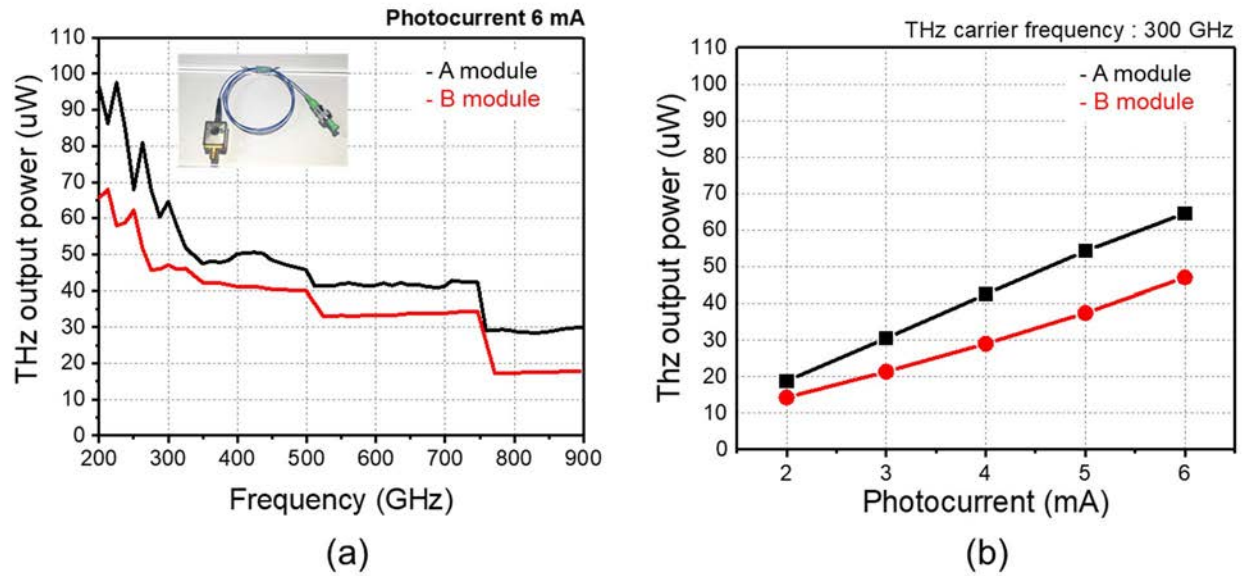 Photocurrent 6 mA
110
100
90
80
70
60
50
40
30
20
10
0
THz output power (uW)
- A module
- B module
200 300 400 500 600 700 800 900
Frequency (GHz)
(a)
THz carrier frequency : 300 GHz
110
100
90
80
70
60
50
40
30
20
10
0
Thz output power (uW)
- A module
- B module
2 3 4 5 6
Photocurrent (mA)
(b)